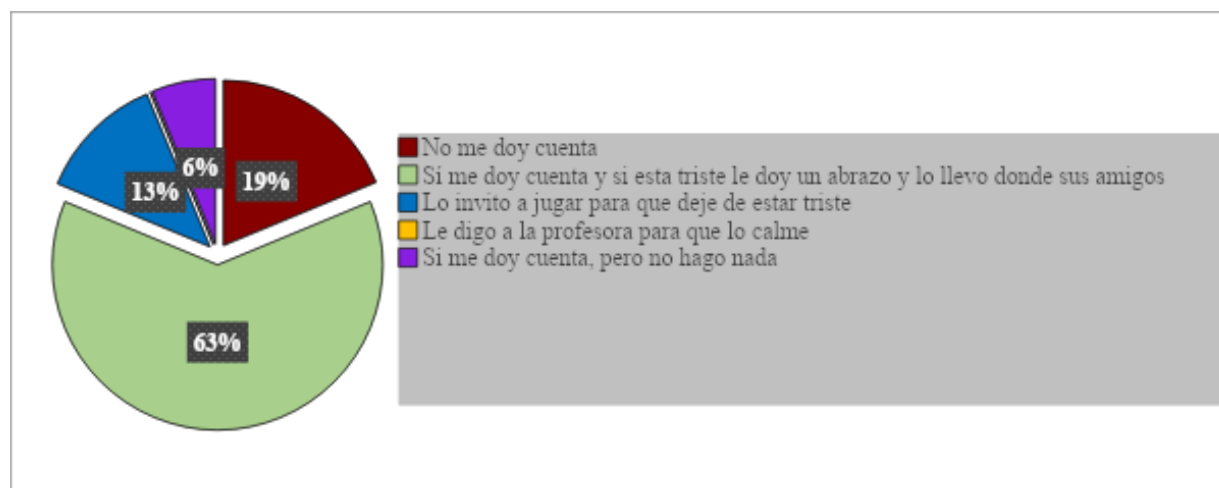 6%
13%
19%
63%
No me doy cuenta
Si me doy cuenta y si esta triste le doy un abrazo y lo llevo donde sus amigos
Lo invito a jugar para que deje de estar triste
Le digo a la profesora para que lo calme
Si me doy cuenta, pero no hago nada